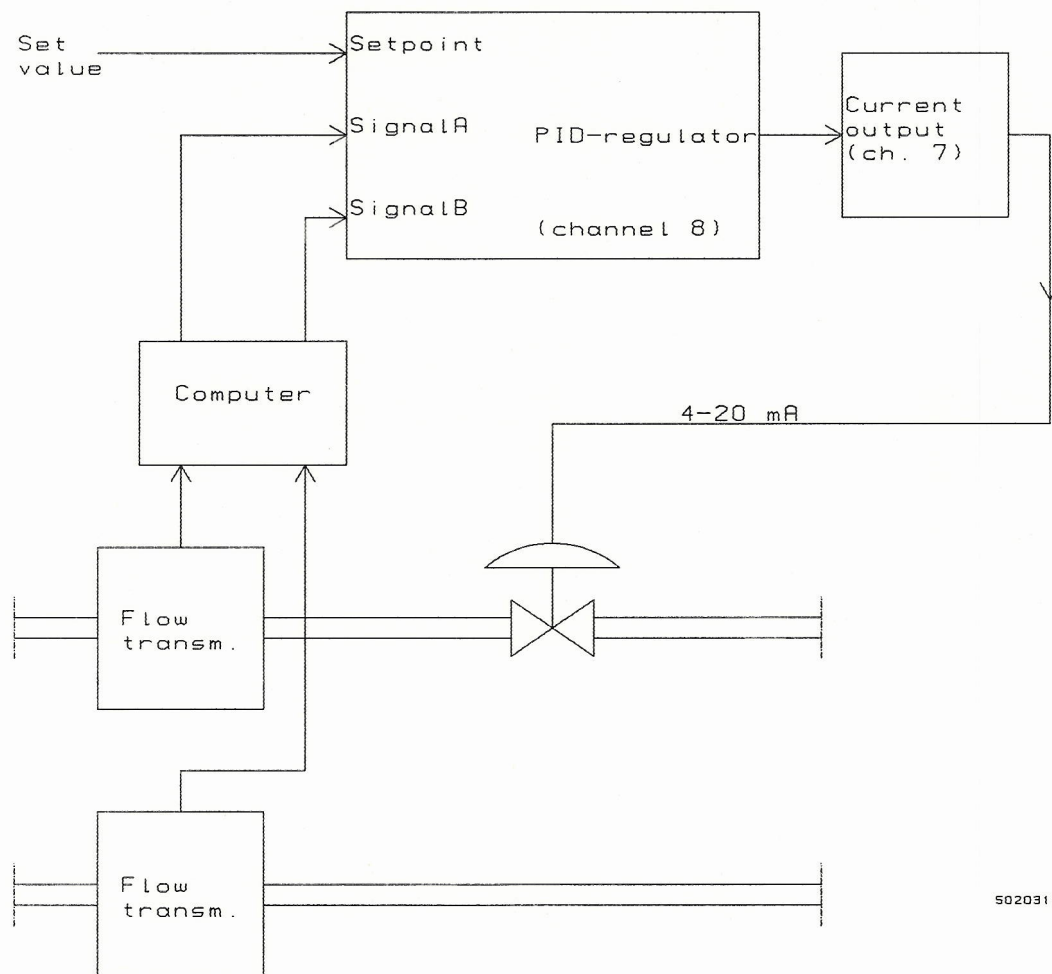 Set
value
Setpoint
SignalA
SignalB
PID-regulator
(channel 8)
Current
output
(ch. 7)
Computer
4-20 mA
Flow
transm.
Flow
transm.
502031